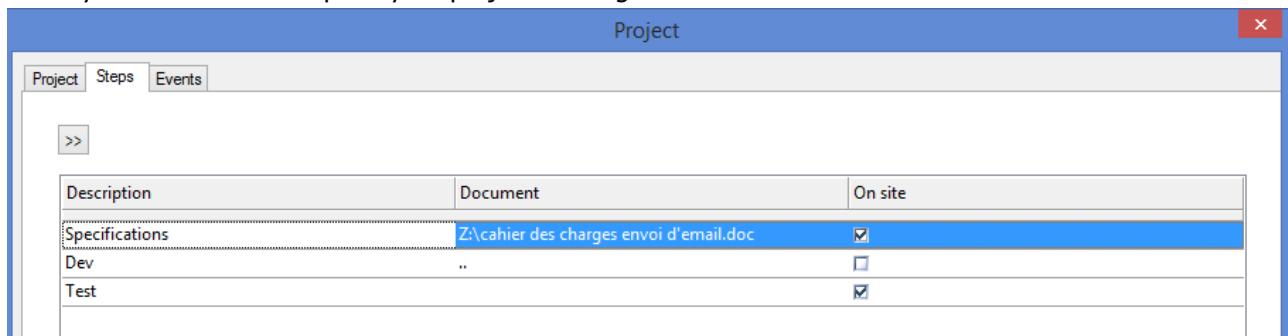 Project
Project Steps Events
>>
Description Document On site
Specifications Z:\cahier des charges envoi d'email.doc
Dev ..
Test